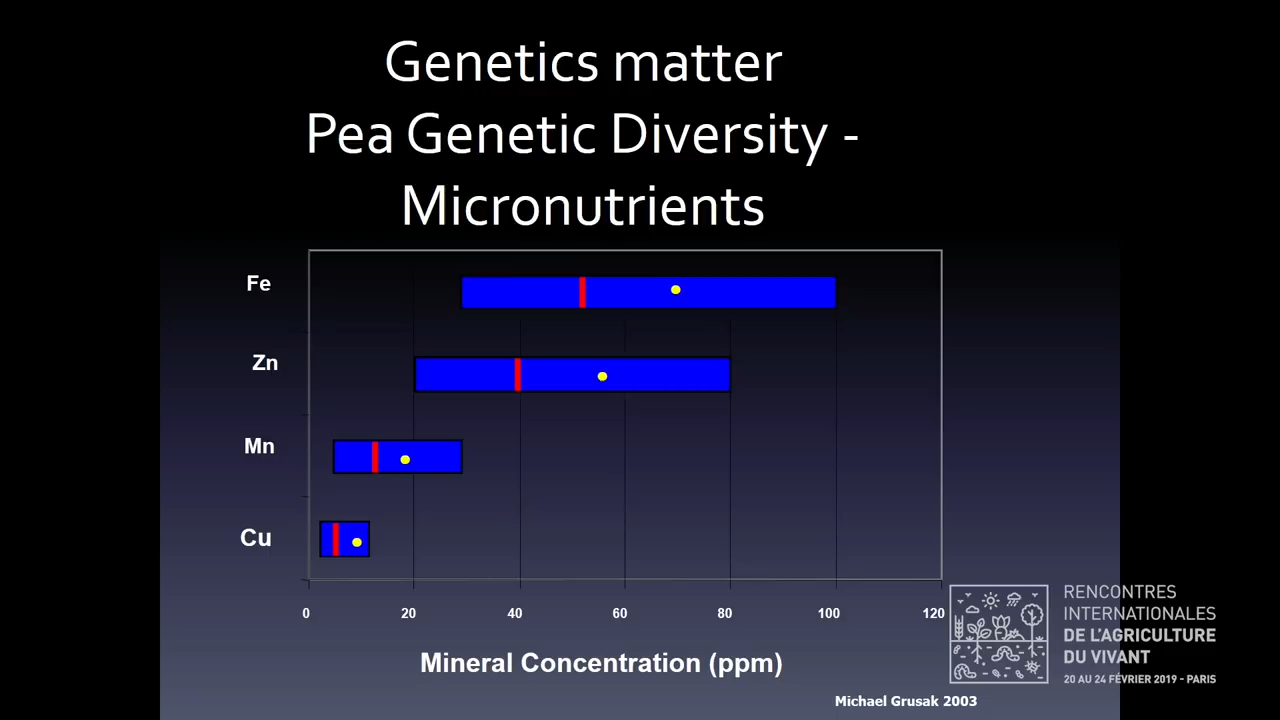 Genetics matter
Pea Genetic Diversity -
Micronutrients
Fe
Zn
Mn
Cu
0 20 40 60 80 100 120
Mineral Concentration (ppm)
Michael Grusak 2003
RENCONTRES
INTERNATIONALES
DE L'AGRICULTURE
DU VIVANT
20 AU 24 FÉVRIER 2019 - PARIS